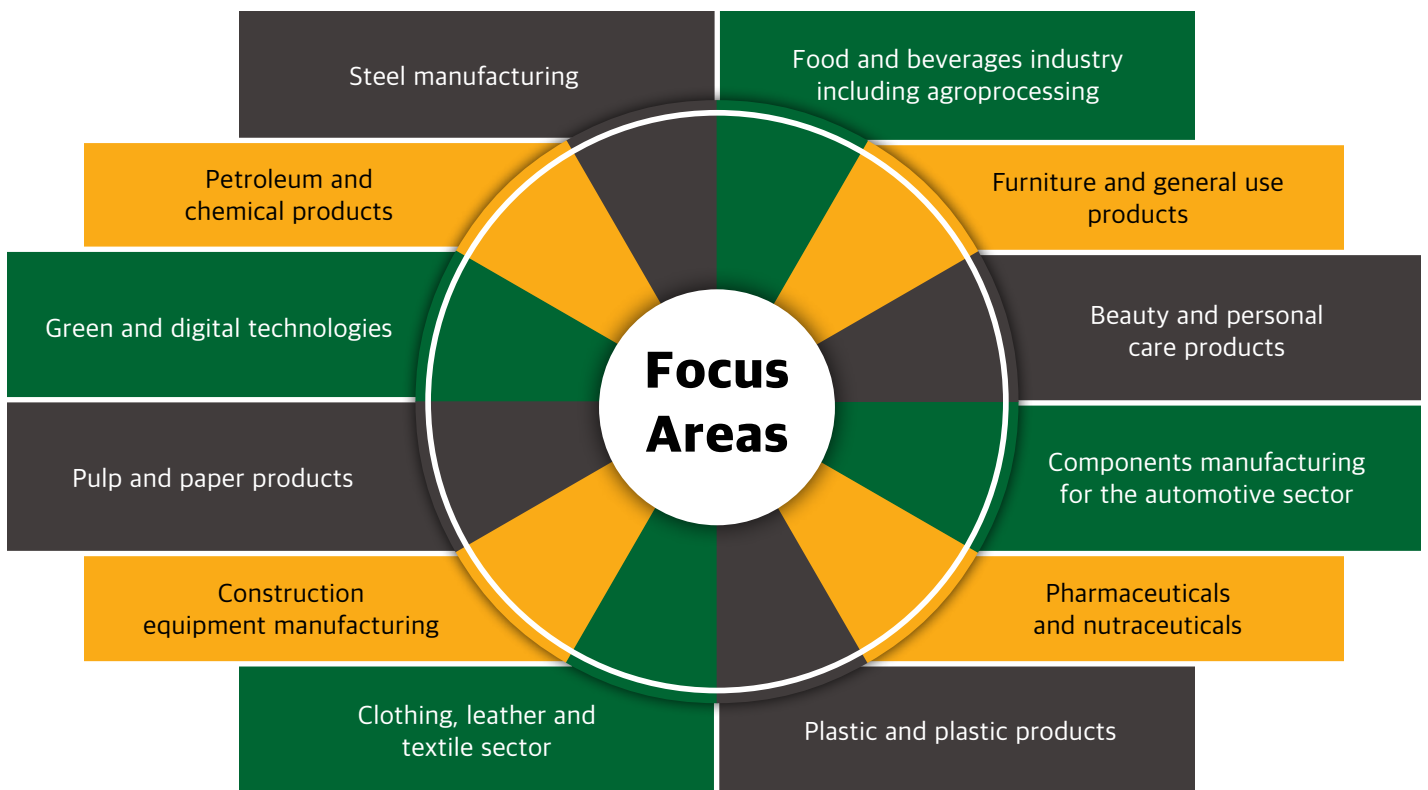 Steel manufacturing
Food and beverages industry
including agroprocessing
Petroleum and
chemical products
Furniture and general use
products
Green and digital technologies
Beauty and personal
care products
Focus
Areas
Pulp and paper products
Components manufacturing
for the automotive sector
Construction
equipment manufacturing
Pharmaceuticals
and nutraceuticals
Clothing, leather and
textile sector
Plastic and plastic products